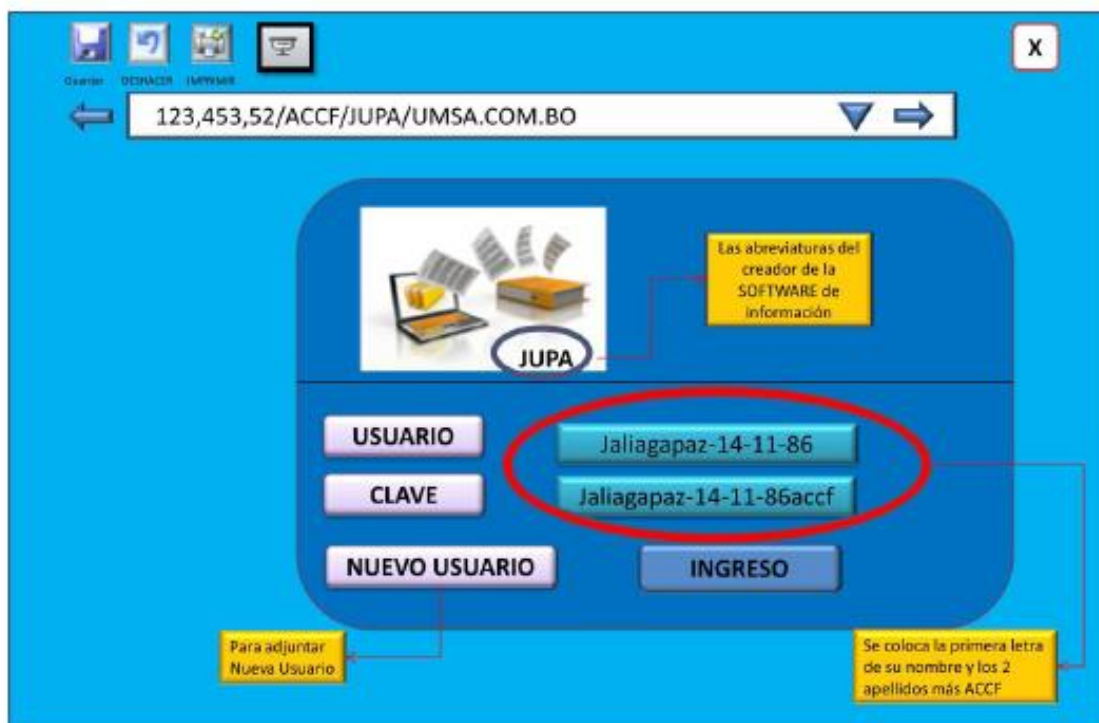 X
Guardar DESHACER IMPRIMIR
123,453,52/ACCF/JUPA/UMSA.COM.BO
Las abreviaturas del
creador de la
SOFTWARE de
información
JUPA
USUARIO
Jaliagapaz-14-11-86
CLAVE
Jaliagapaz-14-11-86accf
NUEVO USUARIO
INGRESO
Para adjuntar
Nueva Usuario
Se coloca la primera letra
de su nombre y los 2
apellidos más ACCF